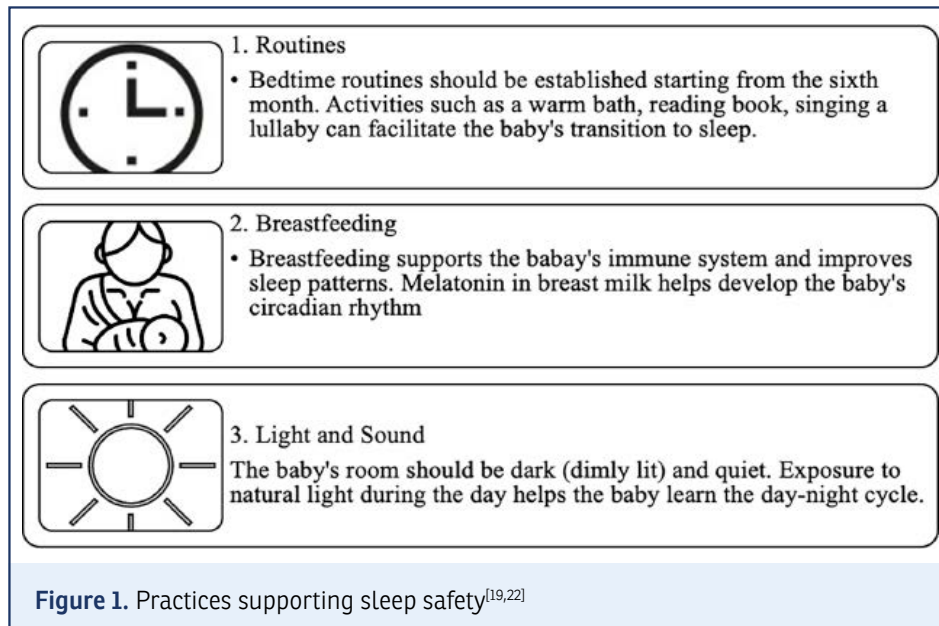 1. Routines
• Bedtime routines should be established starting from the sixth
month. Activities such as a warm bath, reading book, singing a
lullaby can facilitate the baby's transition to sleep.
2. Breastfeeding
• Breastfeeding supports the babay's immune system and improves
sleep patterns. Melatonin in breast milk helps develop the baby's
circadian rhythm
3. Light and Sound
The baby's room should be dark (dimly lit) and quiet. Exposure to
natural light during the day helps the baby learn the day-night cycle.
Figure 1. Practices supporting sleep safety[19,22]